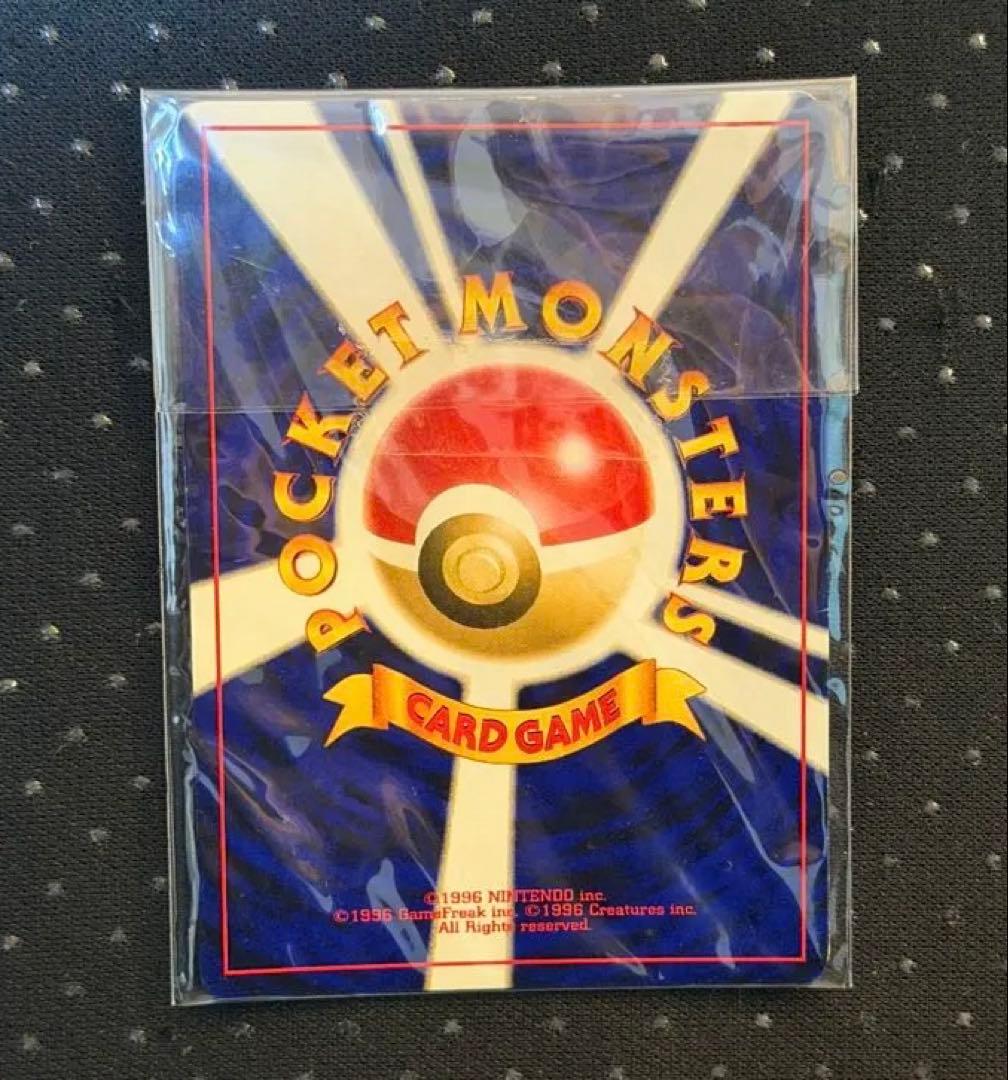 POCKET MONSTERS
CARD GAME
©1996 NINTENDO inc.
©1996 GameFreak inc. ©1996 Creatures inc.
All Rights reserved.